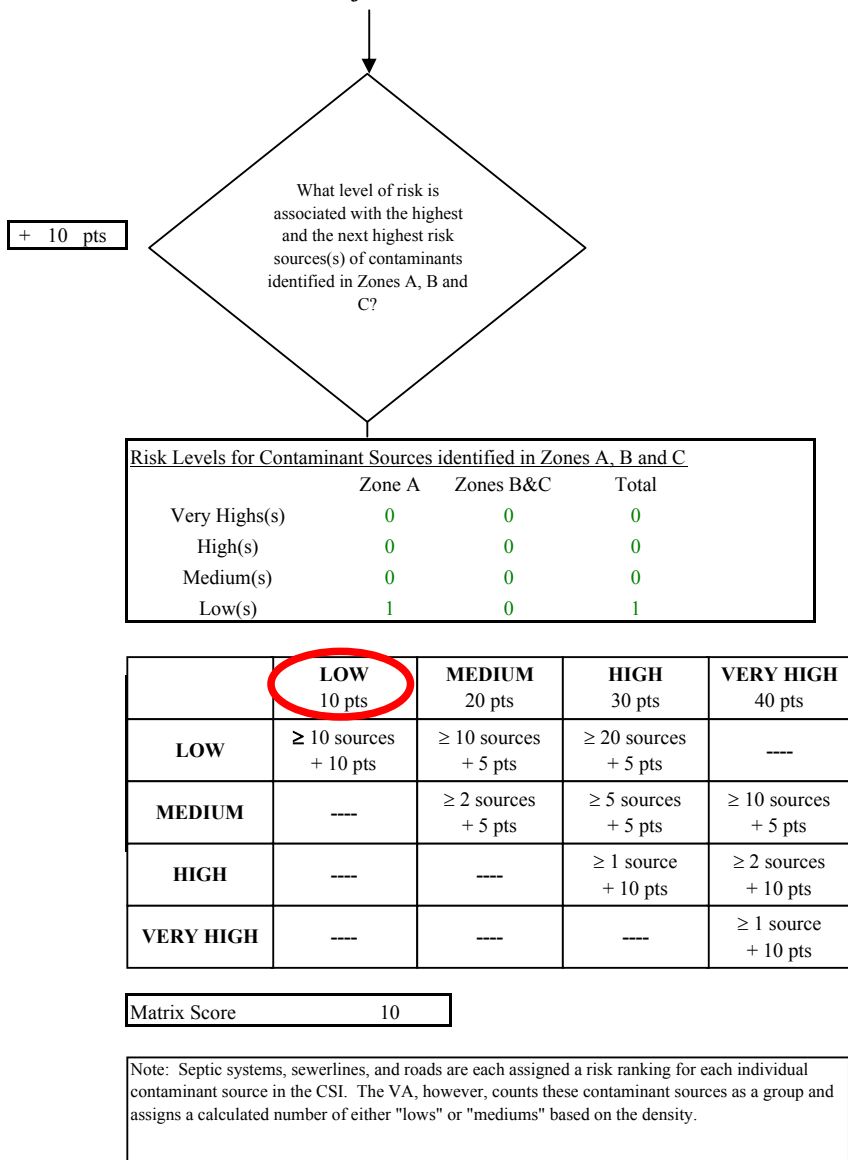 What level of risk is
associated with the highest
and the next highest risk
sources(s) of contaminants
identified in Zones A, B and
C?
+ 10 pts
Risk Levels for Contaminant Sources identified in Zones A, B and C
Zone A Zones B&C Total
Very Highs(s) 0 0 0
High(s) 0 0 0
Medium(s) 0 0 0
Low(s) 1 0 1
LOW MEDIUM HIGH VERY HIGH
10 pts 20 pts 30 pts 40 pts
LOW ≥ 10 sources ≥ 10 sources ≥ 20 sources ----
+ 10 pts + 5 pts + 5 pts
MEDIUM ---- ≥ 2 sources ≥ 5 sources ≥ 10 sources
+ 5 pts + 5 pts + 5 pts
HIGH ---- ---- ≥ 1 source ≥ 2 sources
+ 10 pts + 10 pts
VERY HIGH ---- ---- ---- ≥ 1 source
+ 10 pts
Matrix Score 10
Note: Septic systems, sewerlines, and roads are each assigned a risk ranking for each individual
contaminant source in the CSI. The VA, however, counts these contaminant sources as a group and
assigns a calculated number of either "lows" or "mediums" based on the density.